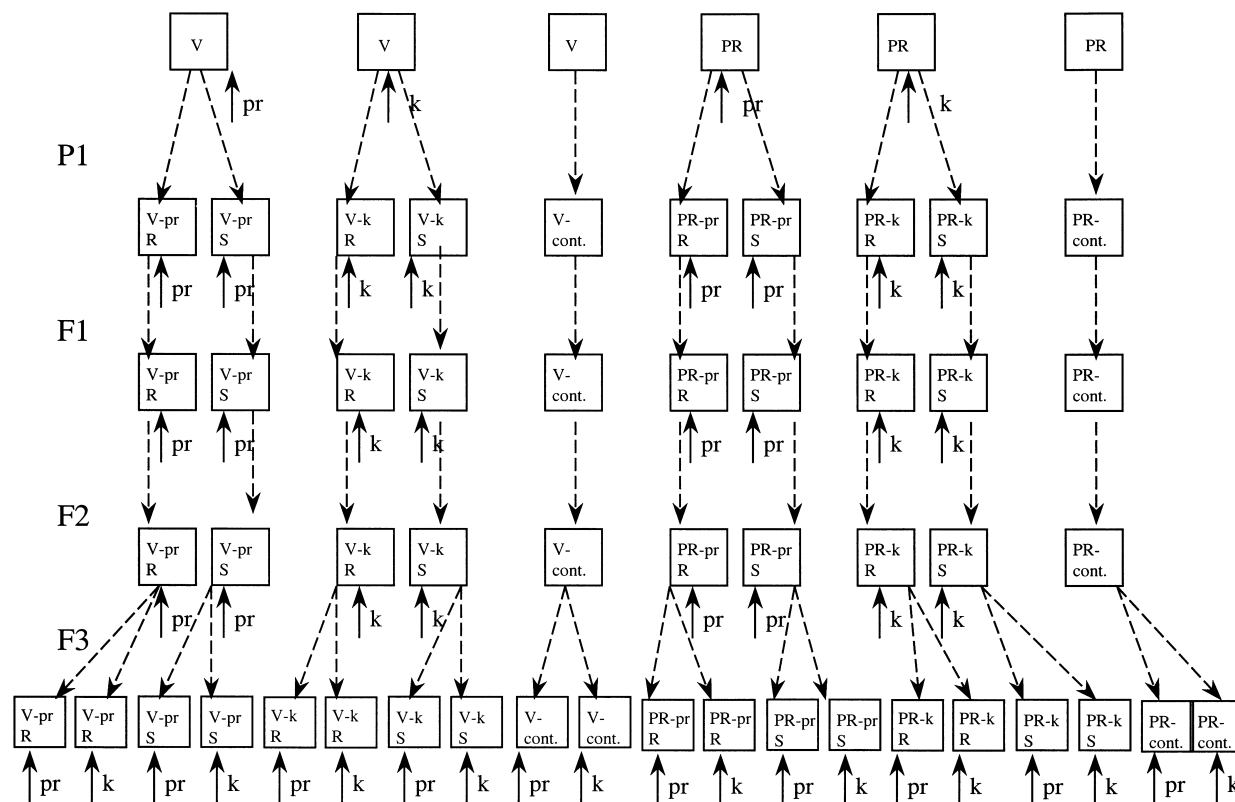 V V V PR PR PR
pr k pr k
P1
V-pr V-pr V-k V-k V- PR-pr PR-pr PR-k PR-k PR-
R S R S cont. R S R S cont.
pr pr k k pr pr k k
F1
V-pr V-pr V-k V-k V- PR-pr PR-pr PR-k PR-k PR-
R S R S cont. R S R S cont.
pr pr k k pr pr k k
F2
V-pr V-pr V-k V-k V- PR-pr PR-pr PR-k PR-k PR-
R S R S cont. R S R S cont.
pr pr k k pr pr k k
F3
V-pr V-pr V-pr V-pr V-k V-k V-k V-k V- V- PR-pr PR-pr PR-pr PR-pr PR-k PR-k PR-k PR-k PR- PR-
R R S S R R S S cont. cont. R R S S R R S S cont. cont.
pr k pr k pr k pr k pr k pr k pr k pr k pr k pr k